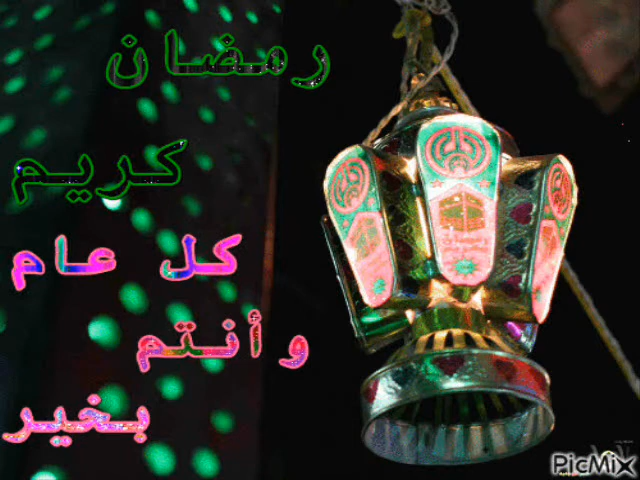 رمضان
كريم
كل عام
وأنتم
بخير
PicMix